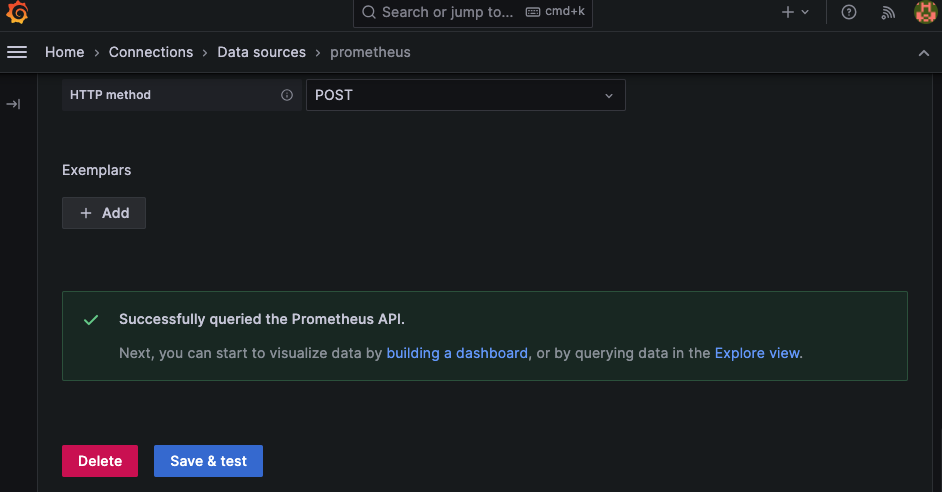 Search or jump to... cmd+k
Home › Connections › Data sources › prometheus
HTTP method POST
Exemplars
+ Add
Successfully queried the Prometheus API.
Next, you can start to visualize data by building a dashboard, or by querying data in the Explore view.
Delete Save & test